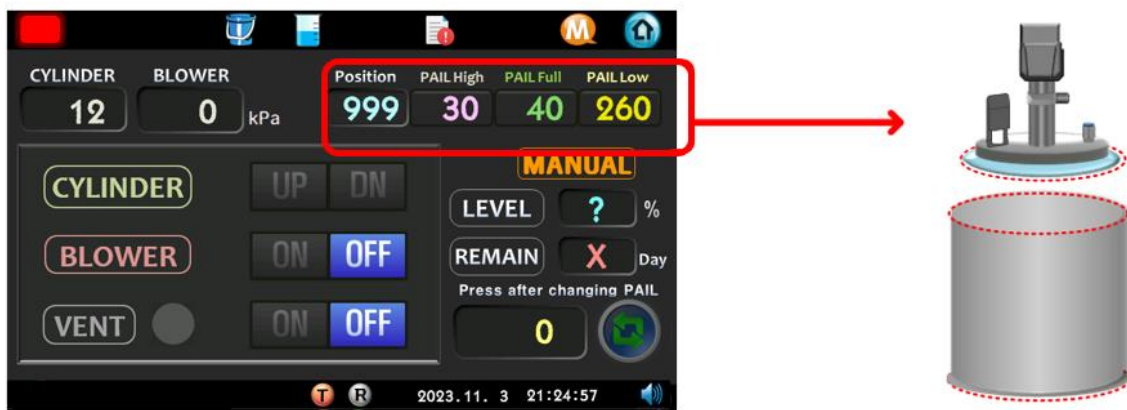 M
CYLINDER BLOWER Position PAIL High PAIL Full PAIL Low
12 0 kPa 999 30 40 260
MANUAL
CYLINDER UP DN
LEVEL ? %
BLOWER ON OFF
REMAIN X Day
Press after changing PAIL
VENT ON OFF
0
T R 2023.11. 3 21:24:57